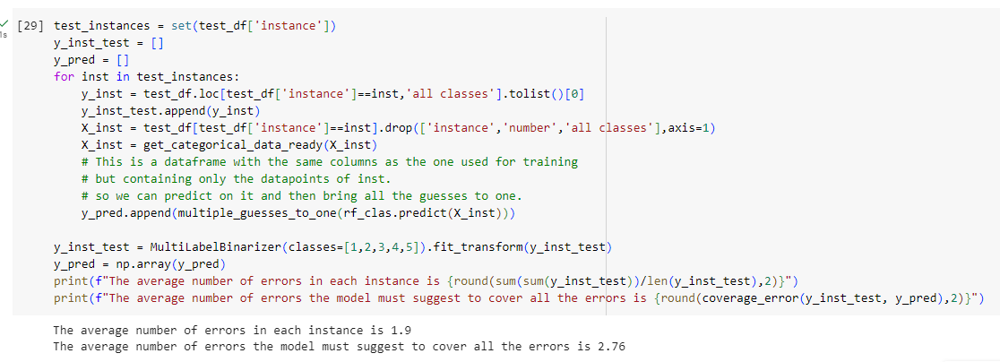 [29] test_instances = set(test_df['instance'])
1s
y_inst_test = []
y_pred = []
for inst in test_instances:
    y_inst = test_df.loc[test_df['instance']==inst,'all classes'].tolist()[0]
    y_inst_test.append(y_inst)
    X_inst = test_df[test_df['instance']==inst].drop(['instance','number','all classes'],axis=1)
    X_inst = get_categorical_data_ready(X_inst)
    # This is a dataframe with the same columns as the one used for training
    # but containing only the datapoints of inst.
    # so we can predict on it and then bring all the guesses to one.
    y_pred.append(multiple_guesses_to_one(rf_clas.predict(X_inst)))
y_inst_test = MultiLabelBinarizer(classes=[1,2,3,4,5]).fit_transform(y_inst_test)
y_pred = np.array(y_pred)
print(f"The average number of errors in each instance is {round(sum(sum(y_inst_test))/len(y_inst_test),2)}")
print(f"The average number of errors the model must suggest to cover all the errors is {round(coverage_error(y_inst_test, y_pred),2)}")
The average number of errors in each instance is 1.9
The average number of errors the model must suggest to cover all the errors is 2.76